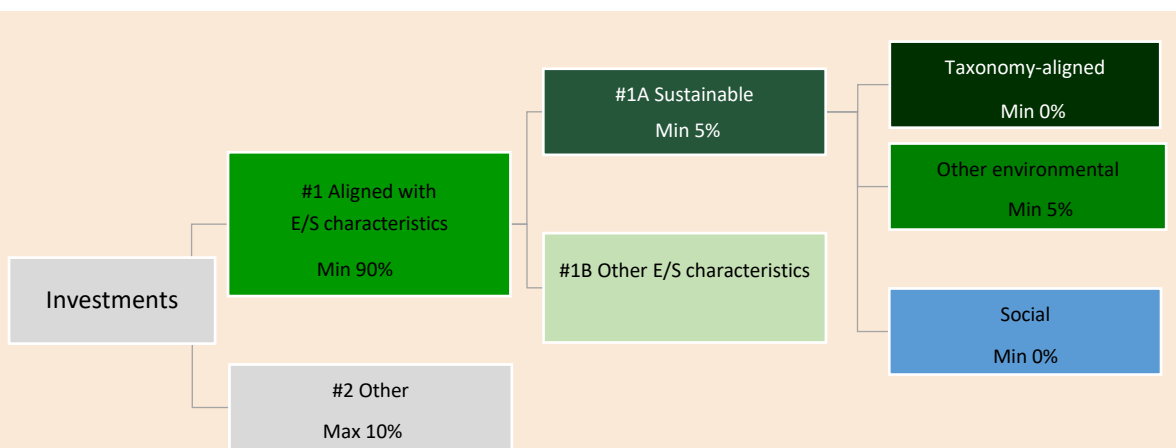 Investments
#1 Aligned with
E/S characteristics
Min 90%
#2 Other
Max 10%
#1A Sustainable
Min 5%
#1B Other E/S characteristics
Taxonomy-aligned
Min 0%
Other environmental
Min 5%
Social
Min 0%